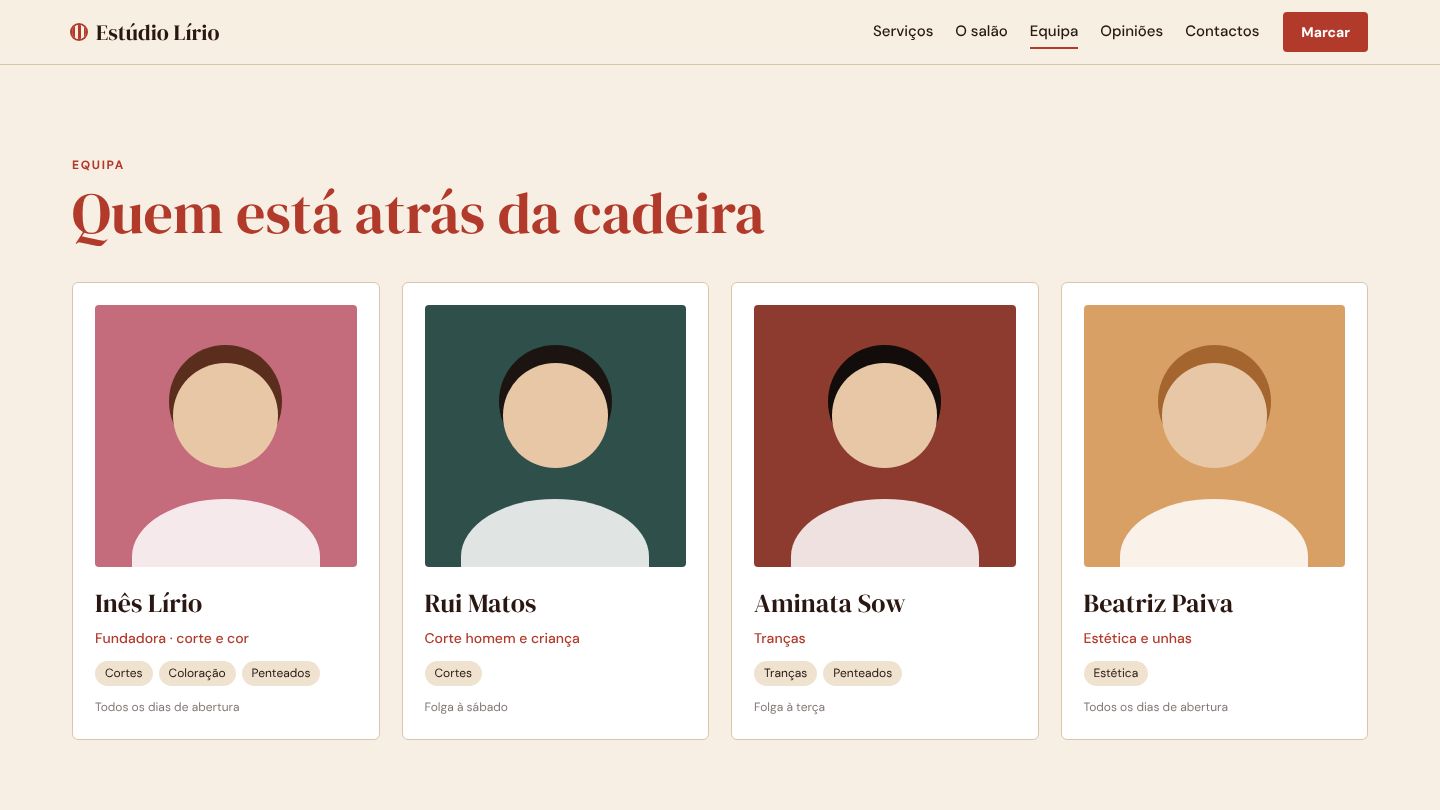 Estúdio Lírio
Serviços
O salão
Equipa
Opiniões
Contactos
Marcar
EQUIPA
Quem está atrás da cadeira
Inês Lírio
Fundadora · corte e cor
Cortes Coloração Penteados
Todos os dias de abertura
Rui Matos
Corte homem e criança
Cortes
Folga à sábado
Aminata Sow
Tranças
Tranças Penteados
Folga à terça
Beatriz Paiva
Estética e unhas
Estética
Todos os dias de abertura